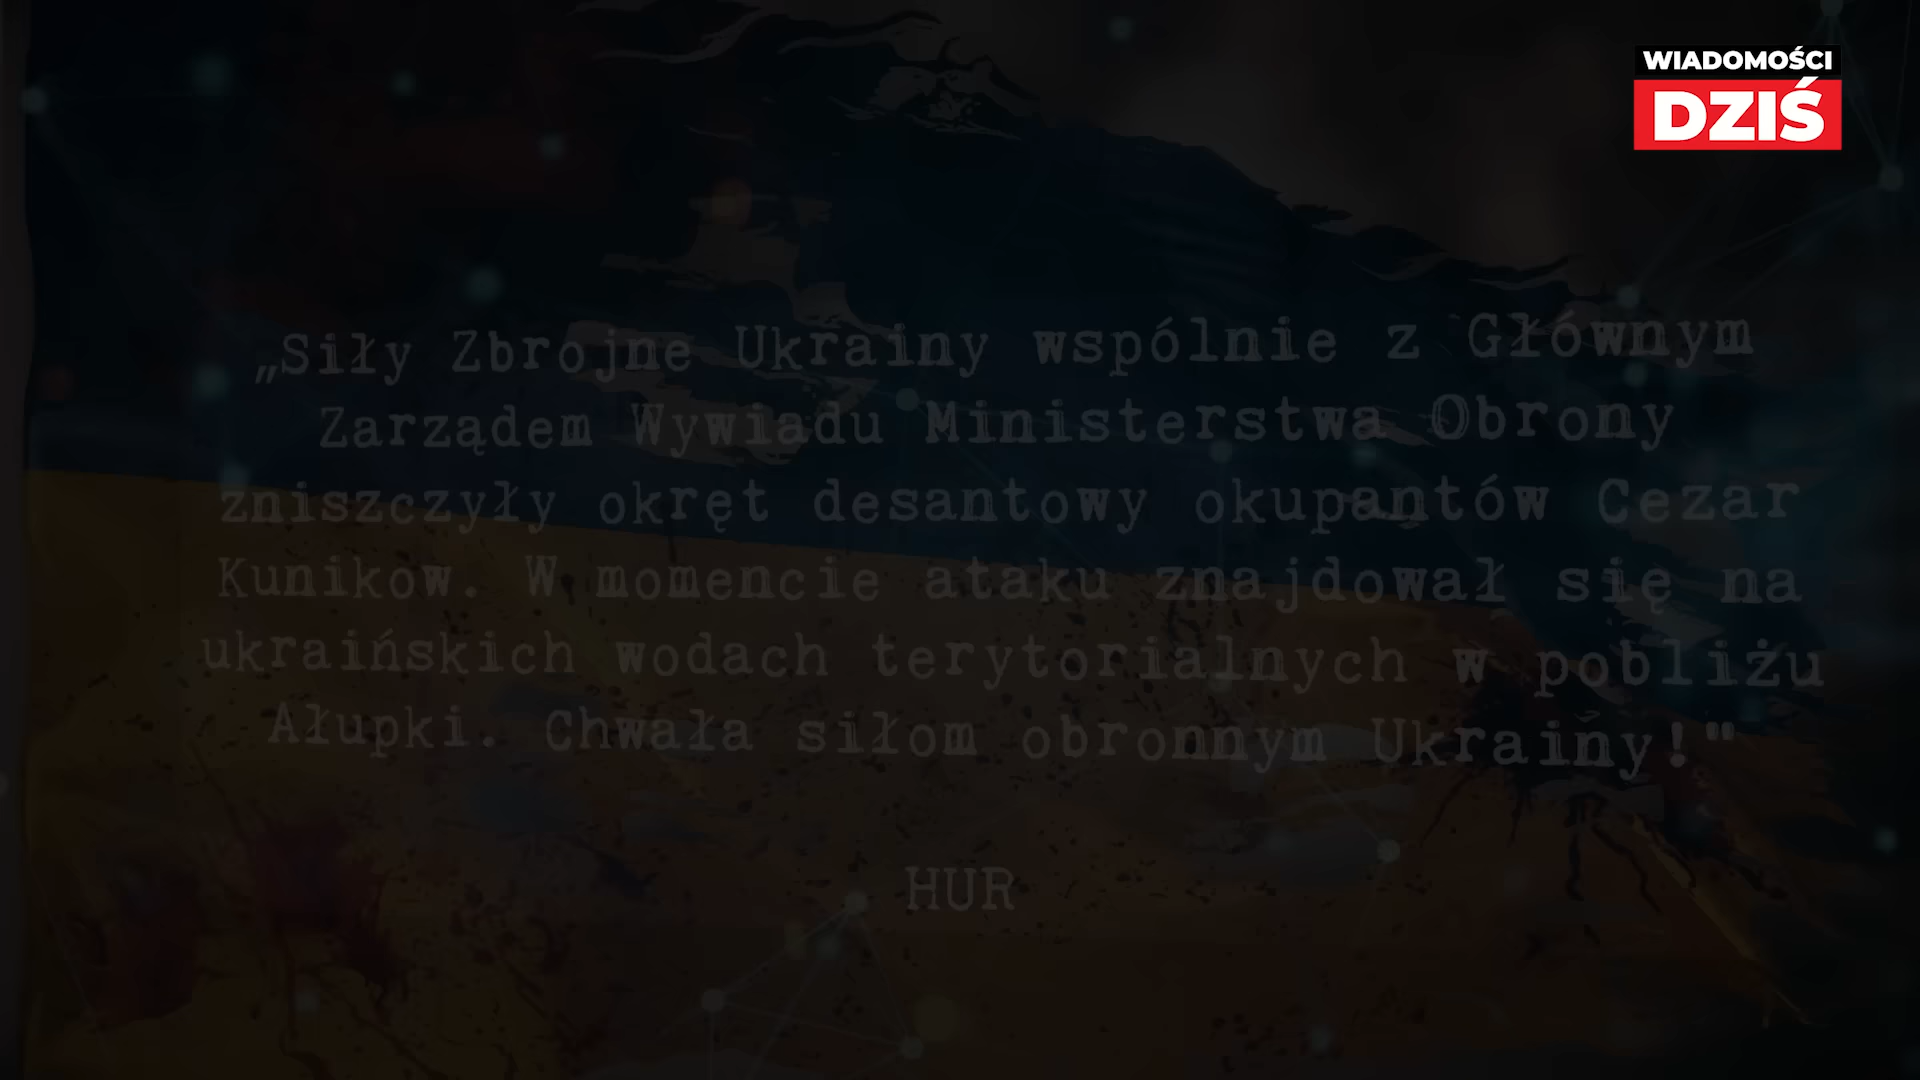 WIADOMOŚCI
DZIŚ
„Siły Zbrojne Ukrainy wspólnie z Głównym
Zarządem Wywiadu Ministerstwa Obrony
zniszczyły okręt desantowy okupantów Cezar
Kunikow. W momencie ataku znajdował się na
ukraińskich wodach terytorialnych w pobliżu
Ałupki. Chwała siłom obronnym Ukrainy!"
HUR